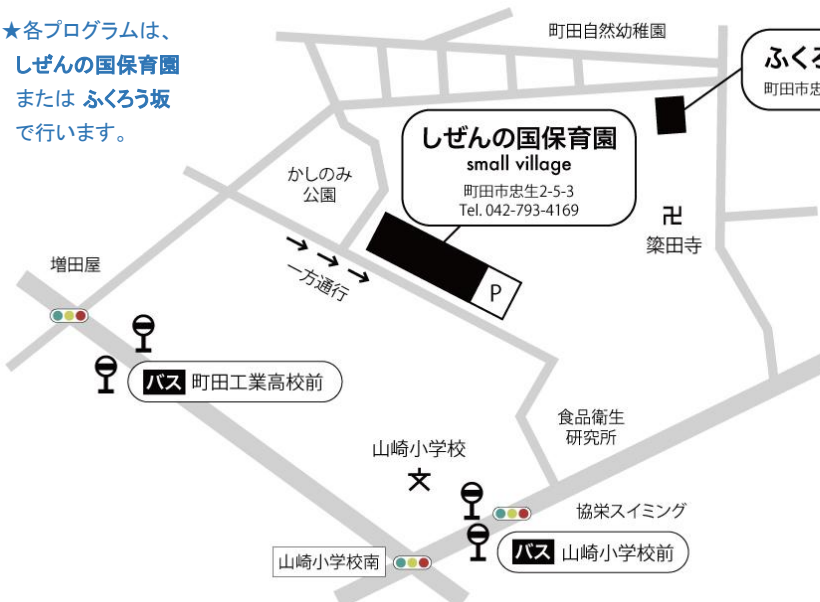 ★各プログラムは、
しぜんの国保育園
または ふくろう坂
で行います。
町田自然幼稚園
ふくろ
町田市忠
しぜんの国保育園
small village
町田市忠生2-5-3
Tel. 042-793-4169
かしのみ
公園
卍
簗田寺
増田屋
一方通行
P
バス 町田工業高校前
食品衛生
研究所
山崎小学校
文
協栄スイミング
バス 山崎小学校前
山崎小学校南